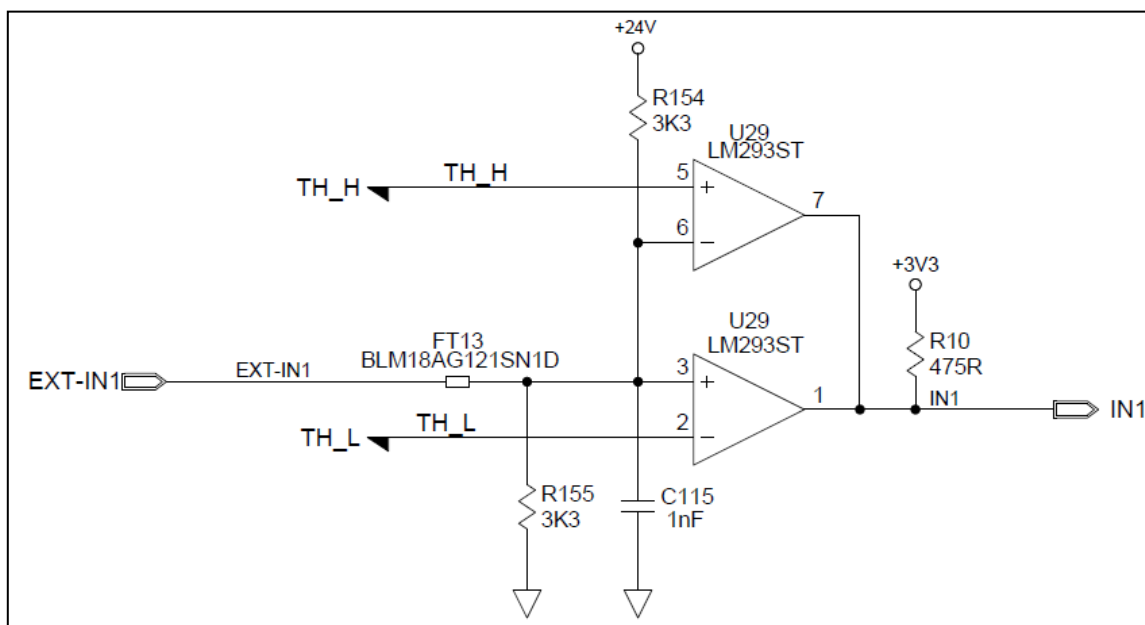 +24V
R154
3K3
U29
LM293ST
TH_H
TH_H
5
+
7
6
−
+3V3
R10
475R
U29
LM293ST
FT13
BLM18AG121SN1D
EXT-IN1
EXT-IN1
3
+
1
IN1
IN1
TH_L
TH_L
2
−
R155
3K3
C115
1nF